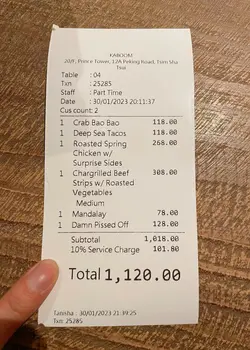 KABOOM
20/F, Prince Tower, 12A Peking Road, Tsim Sha
Tsui
Table : 04
Txn : 25285
Staff : Part Time
Date : 30/01/2023 20:11:37
Cus count: 2
1 Crab Bao Bao 118.00
1 Deep Sea Tacos 118.00
1 Roasted Spring 268.00
Chicken w/
Surprise Sides
1 Chargrilled Beef 308.00
Strips w/ Roasted
Vegetables
Medium
1 Mandalay 78.00
1 Damn Pissed Off 128.00
Subtotal 1,018.00
10% Service Charge 101.80
Total 1,120.00
Tanisha : 30/01/2023 21:39:25
Txn: 25285